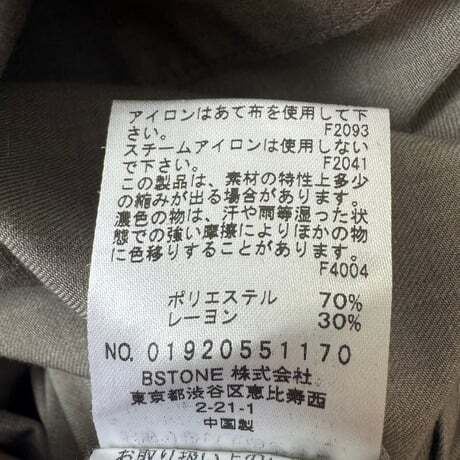 アイロンはあて布を使用して下
さい。 F2093
スチームアイロンは使用しない
で下さい。 F2041
この製品は、素材の特性上多少
の縮みが出る場合があります。
濃色の物は、汗や雨等湿った状
態での強い摩擦によりほかの物
に色移りすることがあります。
F4004
ポリエステル 70%
レーヨン 30%
NO. 01920551170
BSTONE 株式会社
東京都渋谷区恵比寿西
2-21-1
中国製
お取り扱い上の